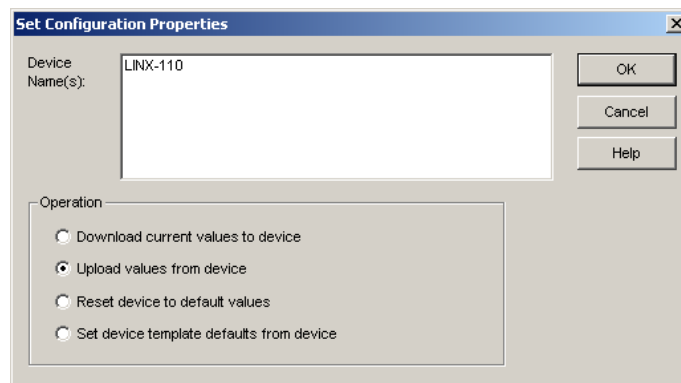 Set Configuration Properties
Device
Name(s):
LINX-110
OK
Cancel
Help
Operation
Download current values to device
Upload values from device
Reset device to default values
Set device template defaults from device